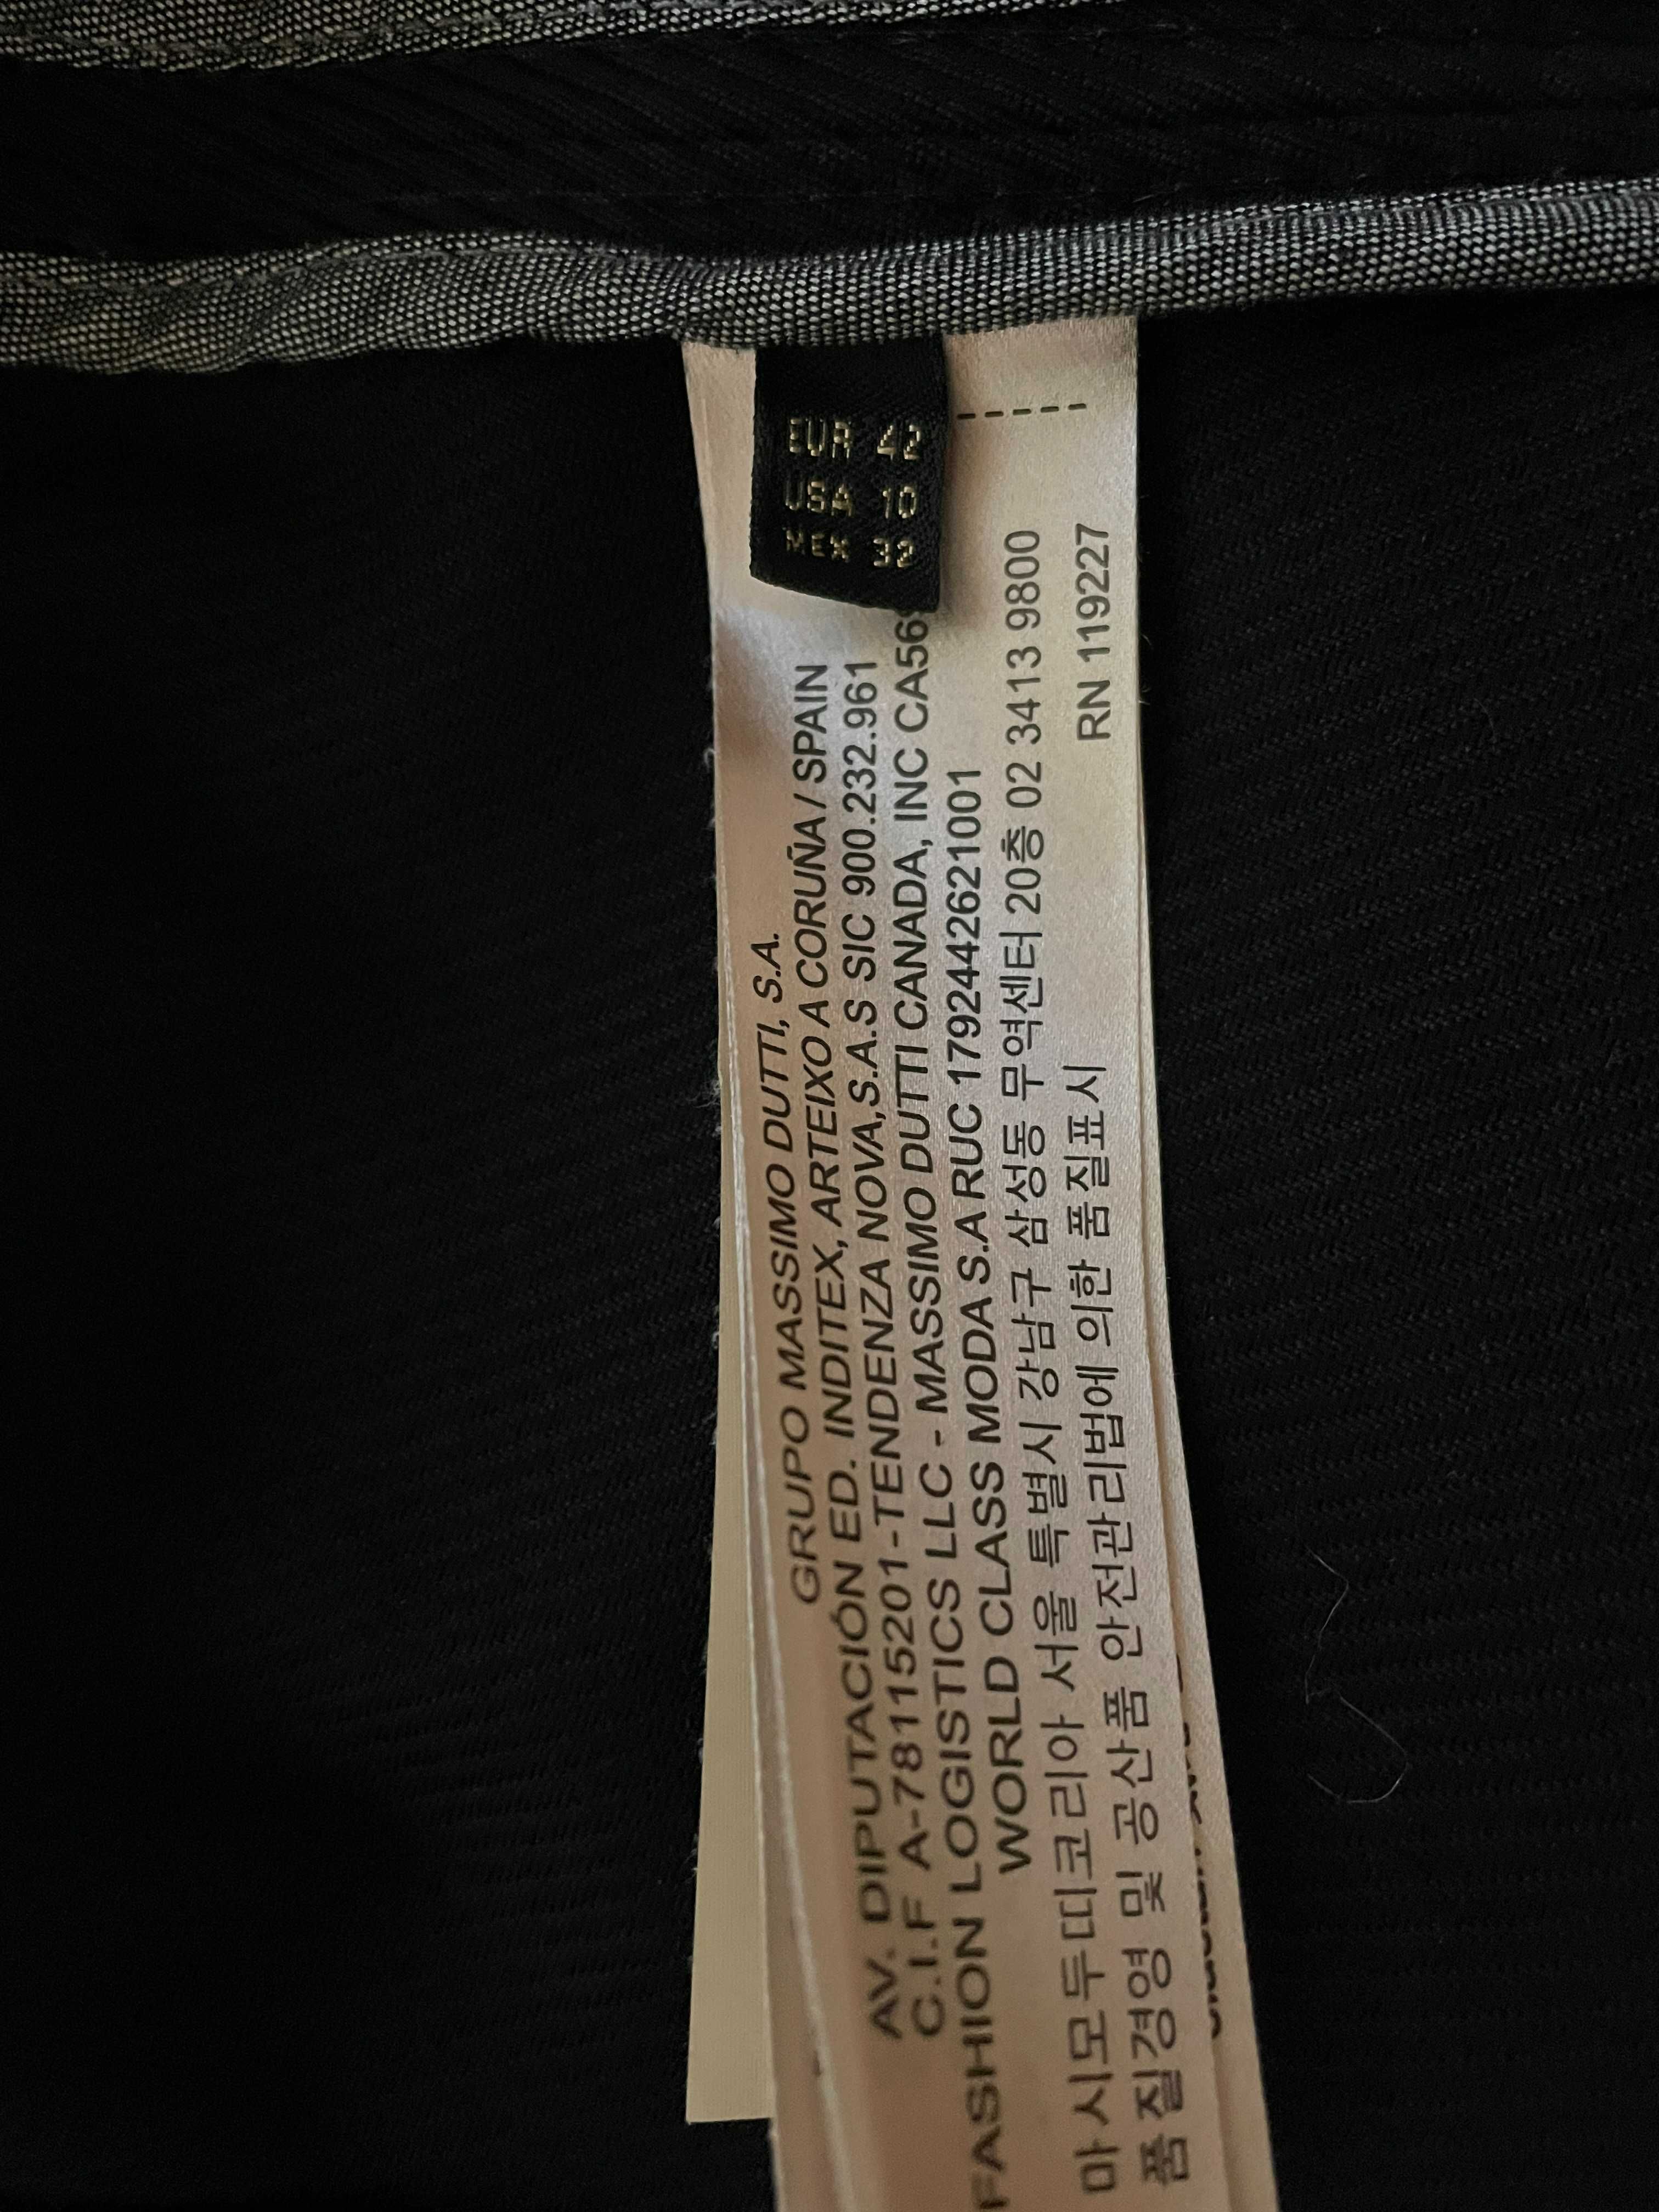 EUR 42
USA 10
MEX 32
GRUPO MASSIMO DUTTI, S.A.
AV. DIPUTACIÓN ED. INDITEX, ARTEIXO A CORUÑA / SPAIN
C.I.F A-78115201-TENDENZA NOVA,S.A.S SIC 900.232.961
FASHION LOGISTICS LLC - MASSIMO DUTTI CANADA, INC
WORLD CLASS MODA S.A RUC 1792442621001
마시모두띠코리아 서울 특별시 강남구 삼성동 무역센터 20층 02 3413 9800
품질경영 및 공산품 안전관리법에 의한 품질표시
RN 119227